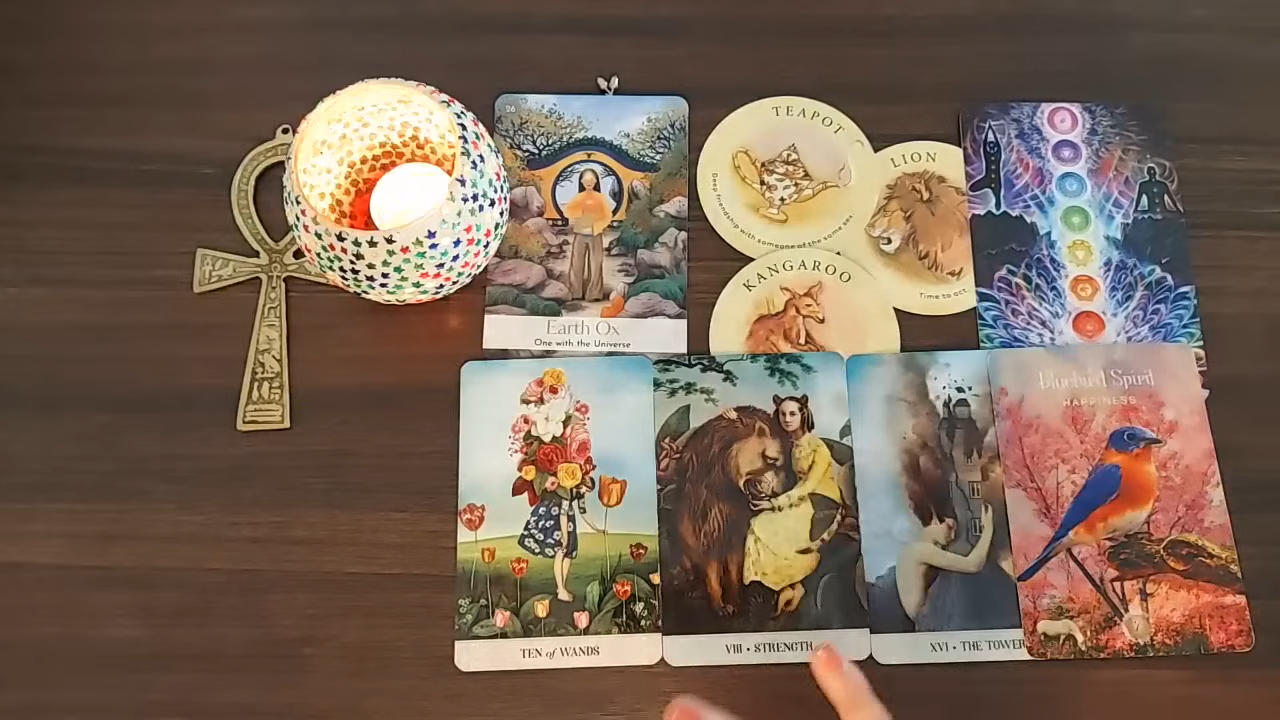 26
Earth Ox
One with the Universe
TEAPOT
Deep friendship with someone of the same sex
LION
Time to act
KANGAROO
TEN of WANDS
VIII • STRENGTH
XVI • THE TOWER
Bluebird Spirit
HAPPINESS